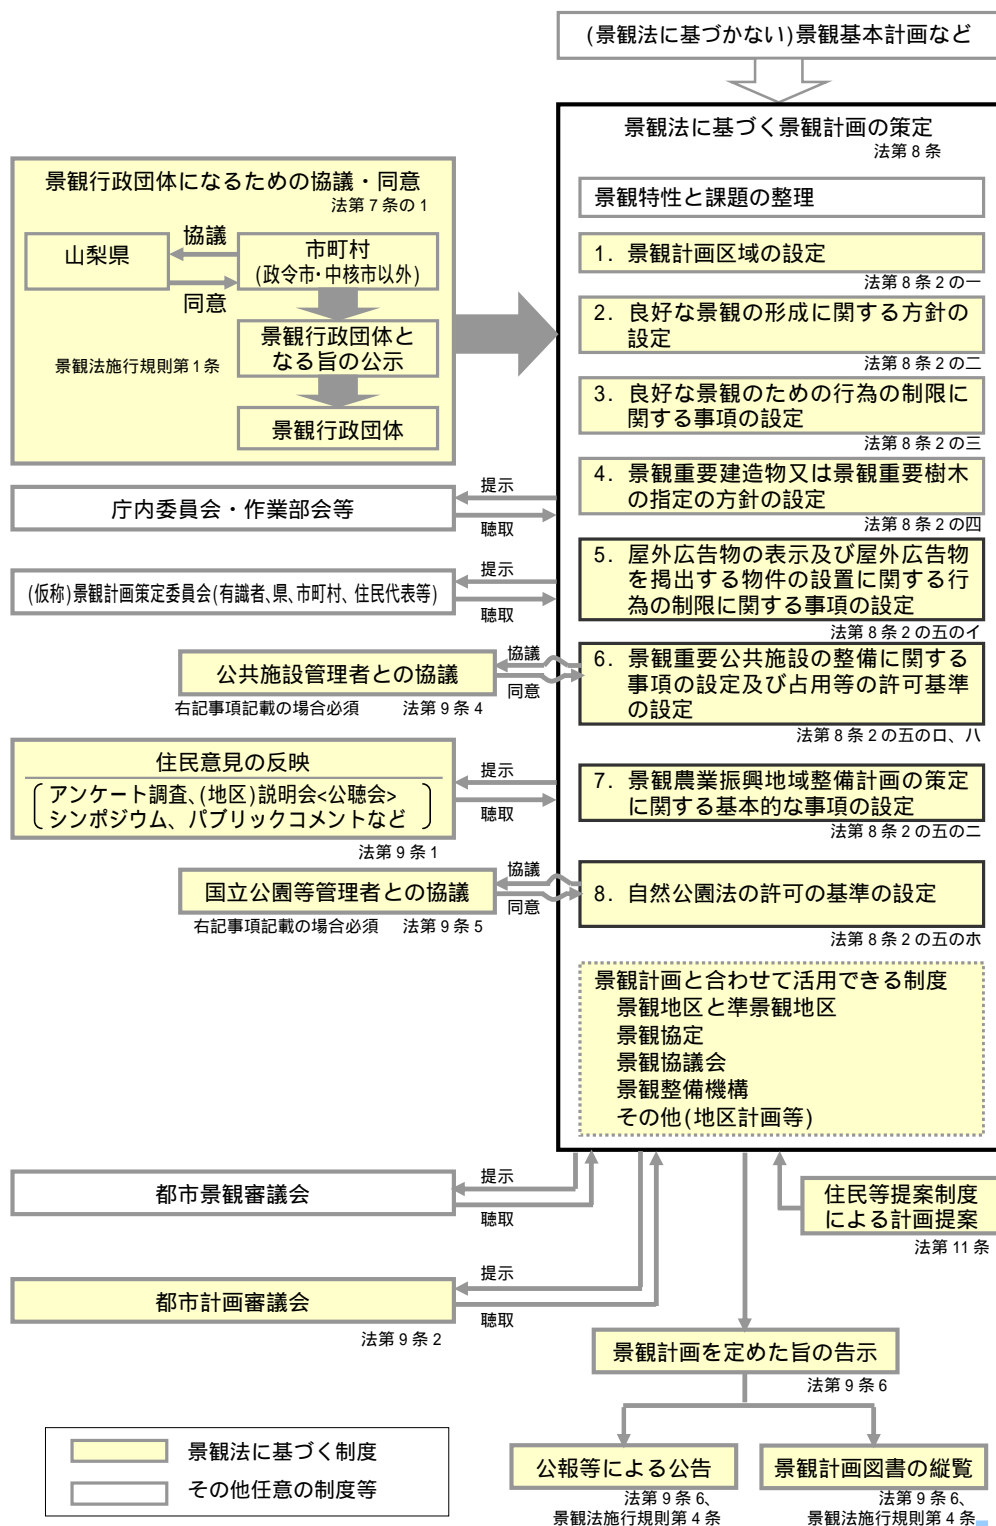 (景観法に基づかない)景観基本計画など
景観法に基づく景観計画の策定
法第8条
景観特性と課題の整理
1. 景観計画区域の設定
法第8条2の一
2. 良好な景観の形成に関する方針の
設定
法第8条2の二
3. 良好な景観のための行為の制限に
関する事項の設定
法第8条2の三
4. 景観重要建造物又は景観重要樹木
の指定の方針の設定
法第8条2の四
5. 屋外広告物の表示及び屋外広告物
を掲出する物件の設置に関する行
為の制限に関する事項の設定
法第8条2の五のイ
6. 景観重要公共施設の整備に関する
事項の設定及び占用等の許可基準
の設定
法第8条2の五のロ、ハ
7. 景観農業振興地域整備計画の策定
に関する基本的な事項の設定
法第8条2の五のニ
8. 自然公園法の許可の基準の設定
法第8条2の五のホ
景観計画と合わせて活用できる制度
景観地区と準景観地区
景観協定
景観協議会
景観整備機構
その他(地区計画等)
景観行政団体になるための協議・同意
法第7条の1
山梨県
協議
同意
市町村
(政令市・中核市以外)
景観行政団体と
なる旨の公示
景観法施行規則第1条
景観行政団体
庁内委員会・作業部会等
提示
聴取
(仮称)景観計画策定委員会(有識者、県、市町村、住民代表等)
提示
聴取
公共施設管理者との協議
協議
同意
右記事項記載の場合必須 法第9条4
住民意見の反映
アンケート調査、(地区)説明会<公聴会>
シンポジウム、パブリックコメントなど
提示
聴取
法第9条1
国立公園等管理者との協議
協議
同意
右記事項記載の場合必須 法第9条5
都市景観審議会
提示
聴取
都市計画審議会
提示
聴取
法第9条2
住民等提案制度
による計画提案
法第11条
景観計画を定めた旨の告示
法第9条6
公報等による公告
法第9条6、
景観法施行規則第4条
景観計画図書の縦覧
法第9条6、
景観法施行規則第4条
景観法に基づく制度
その他任意の制度等